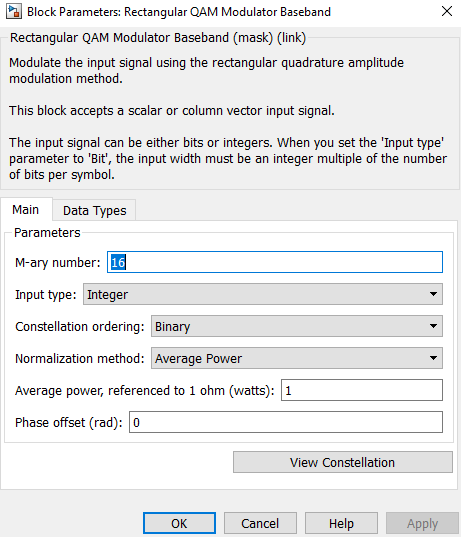 Block Parameters: Rectangular QAM Modulator Baseband
Rectangular QAM Modulator Baseband (mask) (link)
Modulate the input signal using the rectangular quadrature amplitude
modulation method.
This block accepts a scalar or column vector input signal.
The input signal can be either bits or integers. When you set the 'Input type'
parameter to 'Bit', the input width must be an integer multiple of the number
of bits per symbol.
Main Data Types
Parameters
M-ary number: 16
Input type: Integer
Constellation ordering: Binary
Normalization method: Average Power
Average power, referenced to 1 ohm (watts): 1
Phase offset (rad): 0
View Constellation
OK Cancel Help Apply